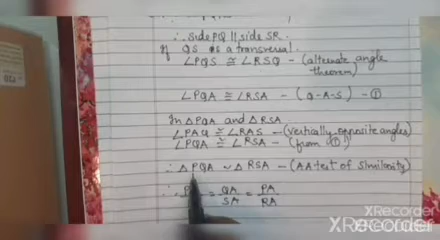 ∴ side PQ ∥ side SR.
If QS is a transversal.
∠PQS ≅ ∠RSQ - (alternate angle
theorem)
∠PQA ≅ ∠RSA - (Q-A-S) - ①
In △PQA and △RSA.
∠PAQ ≅ ∠RAS - (vertically opposite angles)
∠PQA ≅ ∠RSA - (from ①)
∴ △PQA ~ △RSA - (AA test of similarity)
∴ P = QA/SA = PA/RA
XRecorder
XRecorder